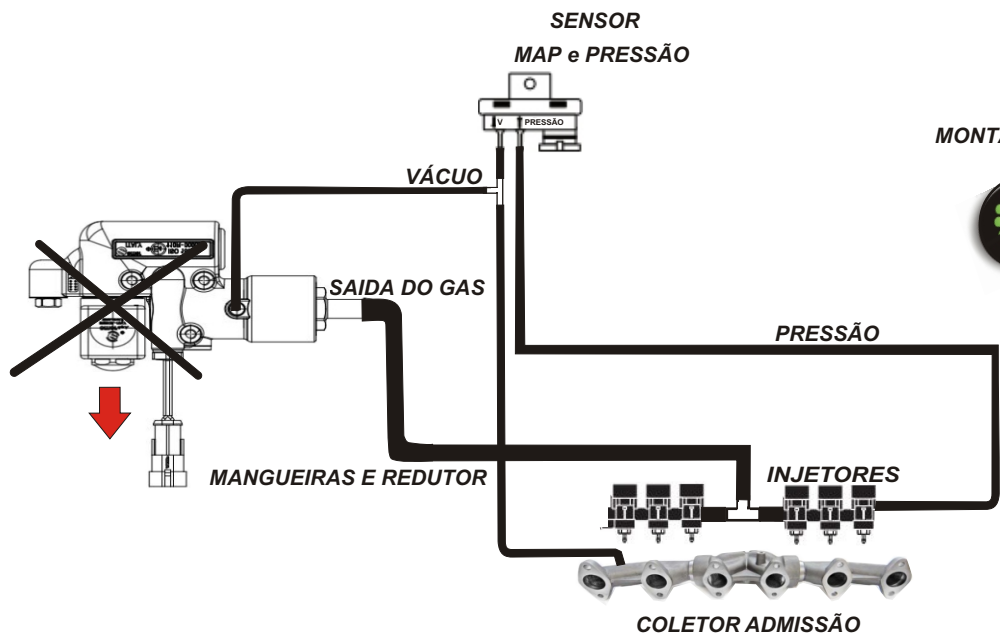 SENSOR
MAP e PRESSÃO
V PRESSÃO
MONTA
VÁCUO
SAIDA DO GAS
PRESSÃO
MANGUEIRAS E REDUTOR
INJETORES
COLETOR ADMISSÃO